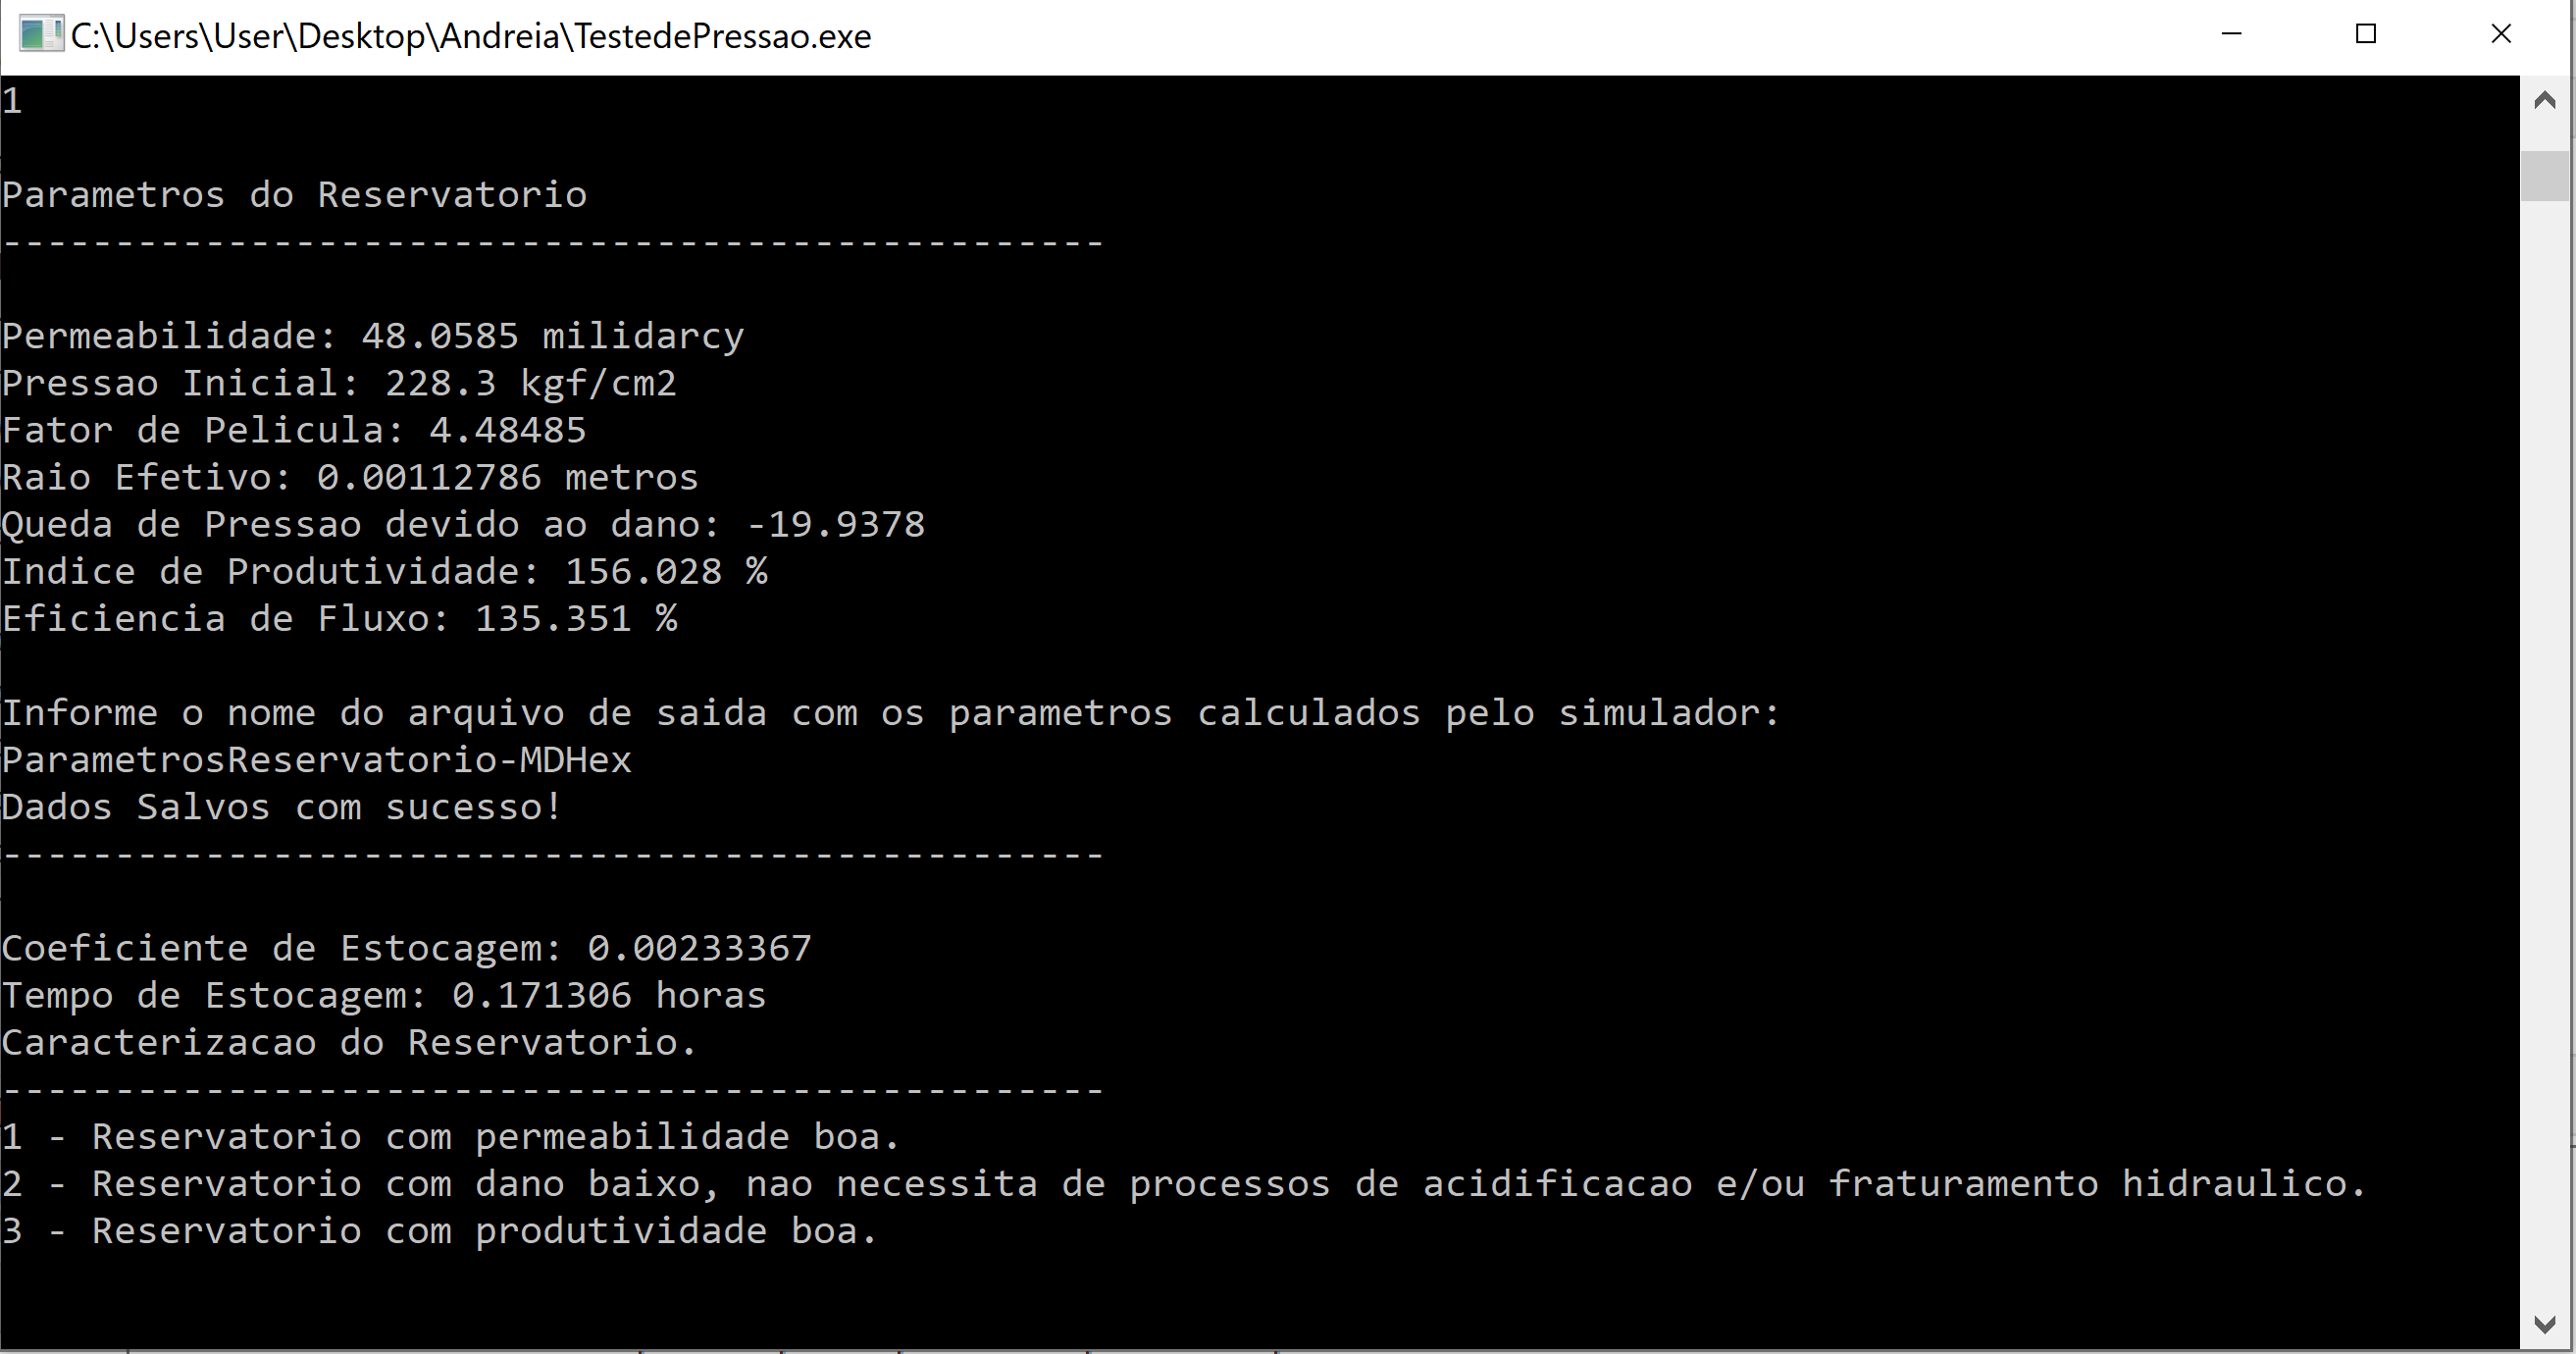 C:\Users\User\Desktop\Andreia\TestedePressao.exe
1
Parametros do Reservatorio
-------------------------------------------------
Permeabilidade: 48.0585 milidarcy
Pressao Inicial: 228.3 kgf/cm2
Fator de Pelicula: 4.48485
Raio Efetivo: 0.00112786 metros
Queda de Pressao devido ao dano: -19.9378
Indice de Produtividade: 156.028 %
Eficiencia de Fluxo: 135.351 %
Informe o nome do arquivo de saida com os parametros calculados pelo simulador:
ParametrosReservatorio-MDHex
Dados Salvos com sucesso!
-------------------------------------------------
Coeficiente de Estocagem: 0.00233367
Tempo de Estocagem: 0.171306 horas
Caracterizacao do Reservatorio.
-------------------------------------------------
1 - Reservatorio com permeabilidade boa.
2 - Reservatorio com dano baixo, nao necessita de processos de acidificacao e/ou fraturamento hidraulico.
3 - Reservatorio com produtividade boa.